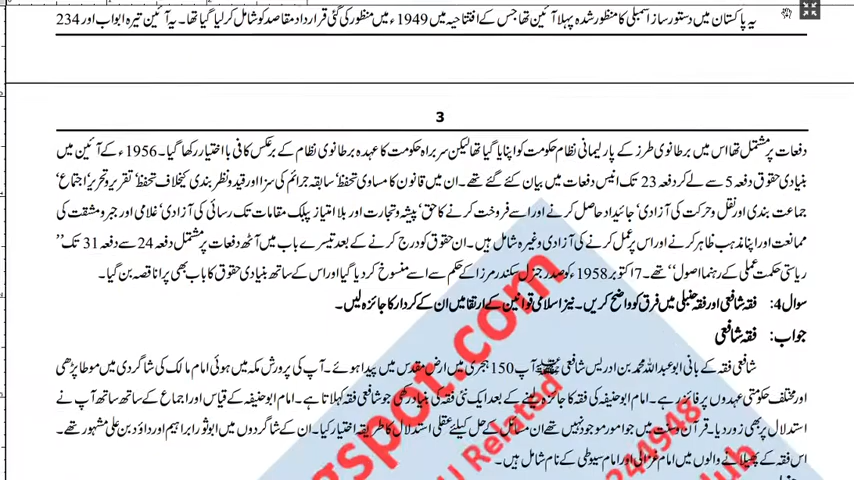 یہ پاکستان میں دستور ساز اسمبلی کا منظور شدہ پہلا آئین تھا جس کے افتتاحیہ میں 1949ء میں منظور کی گئی قرارداد مقاصد کو شامل کر لیا گیا تھا۔ یہ آئین تیرہ ابواب اور 234
3
دفعات پر مشتمل تھا اس میں برطانوی طرز کے پارلیمانی نظام حکومت کو اپنایا گیا تھا لیکن سربراہ حکومت کا عہدہ برطانوی نظام کے برعکس کافی با اختیار رکھا گیا۔ 1956ء کے آئین میں
بنیادی حقوق دفعہ 5 سے لے کر دفعہ 23 تک انیس دفعات میں بیان کئے گئے تھے۔ ان میں قانون کا مساوی تحفظ' سابقہ جرائم کی سزا اور قید و نظر بندی کیخلاف تحفظ' تقریر و تحریر' اجتماع'
جماعت بندی اور نقل و حرکت کی آزادی' جائیداد حاصل کرنے اور اسے فروخت کرنے کا حق' پیشہ و تجارت اور بلا امتیاز پبلک مقامات تک رسائی کی آزادی' غلامی اور جبر و مشقت کی
ممانعت اور اپنا مذہب ظاہر کرنے اور اس پر عمل کرنے کی آزادی وغیرہ شامل ہیں۔ ان حقوق کو درج کرنے کے بعد تیسرے باب میں آٹھ دفعات پر مشتمل دفعہ 24 سے دفعہ 31 تک ''
ریاستی حکمت عملی کے رہنما اصول'' تھے۔ 7 اکتوبر 1958ء کو صدر جنرل سکندر مرزا کے حکم سے اسے منسوخ کر دیا گیا اور اس کے ساتھ بنیادی حقوق کا باب بھی پرانا قصہ بن گیا۔
سوال 4: فقہ شافعی اور فقہ حنبلی میں فرق کو واضح کریں۔ نیز اسلامی قوانین کے ارتقا میں ان کے کردار کا جائزہ لیں۔
جواب: فقہ شافعی
شافعی فقہ کے بانی ابوعبداللہ محمد بن ادریس شافعی ﷺ آپ 150 ہجری میں ارض مقدس میں پیدا ہوئے۔ آپ کی پرورش مکہ میں ہوئی امام مالک کی شاگردی میں موطا پڑھی
اور مختلف حکومتی عہدوں پر فائز رہے۔ امام ابوحنیفہ کی فقہ کا جائزہ لینے کے بعد ایک نئی فقہ کی بنیاد رکھی جو شافعی فقہ کہلاتا ہے۔ امام ابوحنیفہ کے قیاس اور اجماع کے ساتھ ساتھ آپ نے
استدلال پر بھی زور دیا۔ قرآن و سنت میں جو امور موجود نہیں تھے ان مسائل کے حل کیلئے عقلی استدلال کا طریقہ اختیار کیا۔ ان کے شاگردوں میں ابوثور ابراہیم اور داؤد بن علی مشہور تھے۔
اس فقہ کے پھیلانے والوں میں امام غزالی اور امام سیوطی کے نام شامل ہیں۔
gspot.com
U Related
244948
lub